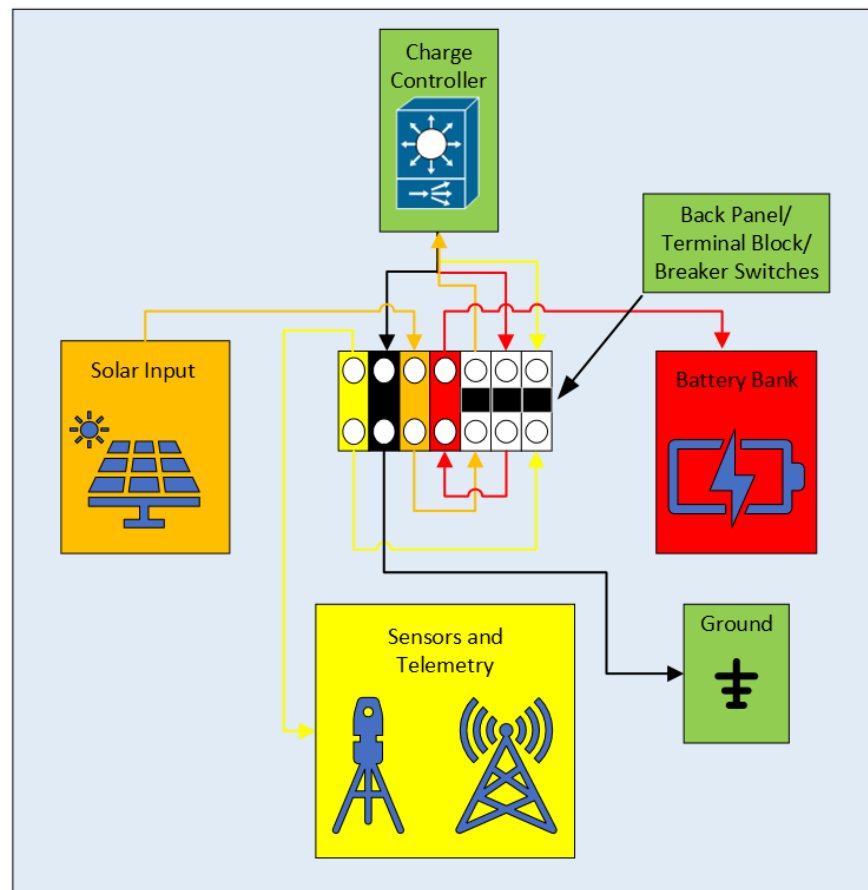 Charge
Controller
Back Panel/
Terminal Block/
Breaker Switches
Solar Input
Battery Bank
Sensors and
Telemetry
Ground